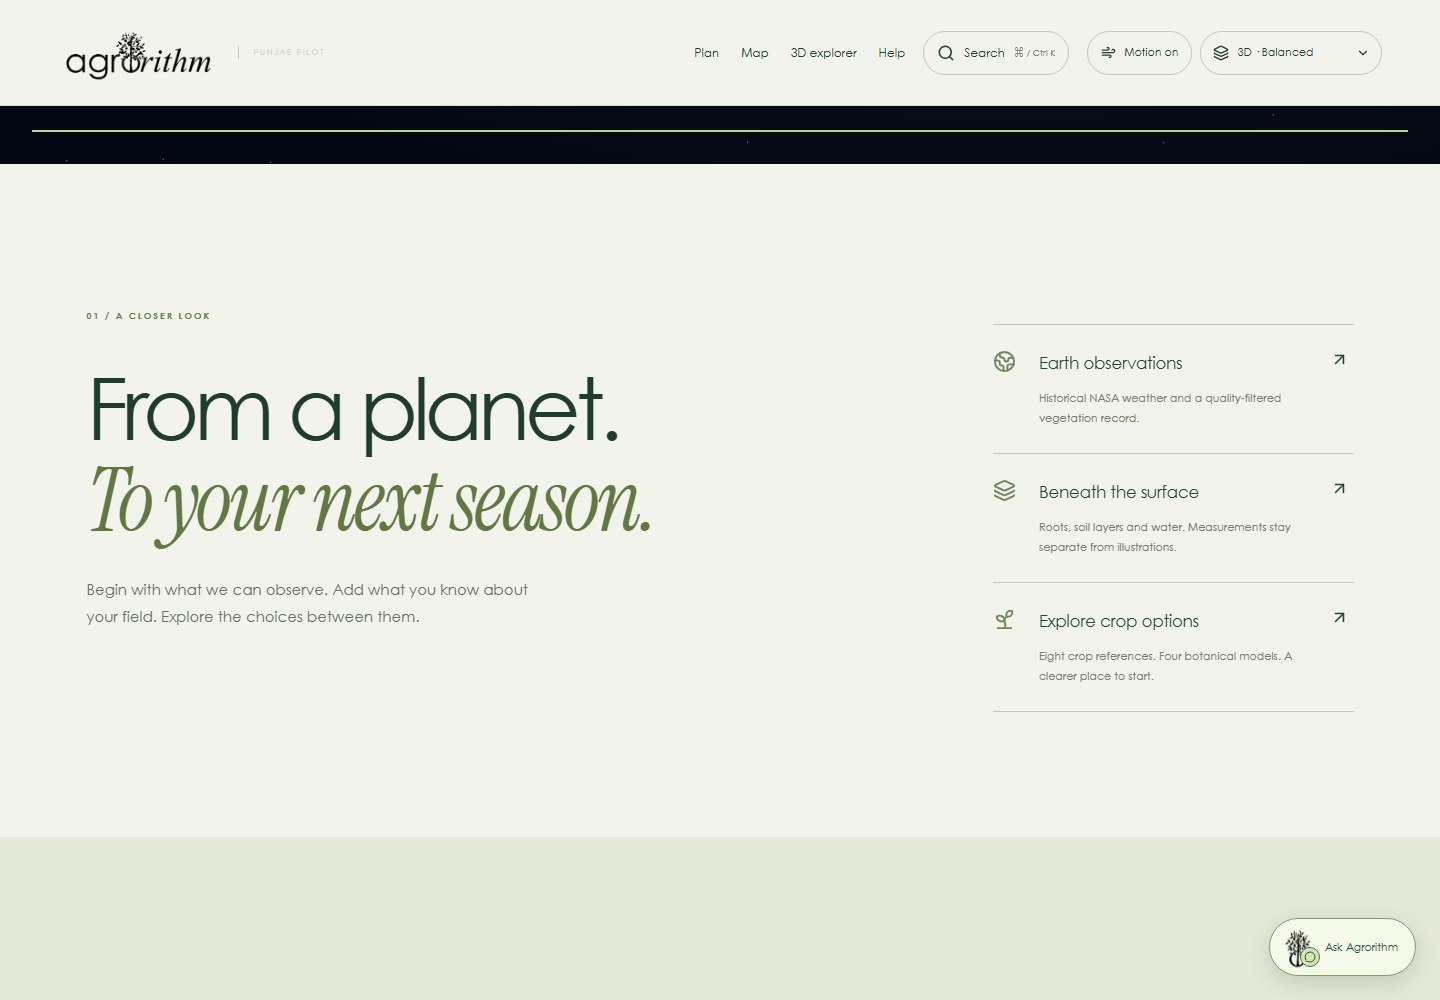 agrorithm
PUNJAB PILOT
Plan
Map
3D explorer
Help
Search ⌘ / Ctrl K
Motion on
3D · Balanced
01 / A CLOSER LOOK
From a planet.
To your next season.
Begin with what we can observe. Add what you know about
your field. Explore the choices between them.
Earth observations
Historical NASA weather and a quality-filtered
vegetation record.
Beneath the surface
Roots, soil layers and water. Measurements stay
separate from illustrations.
Explore crop options
Eight crop references. Four botanical models. A
clearer place to start.
Ask Agrorithm